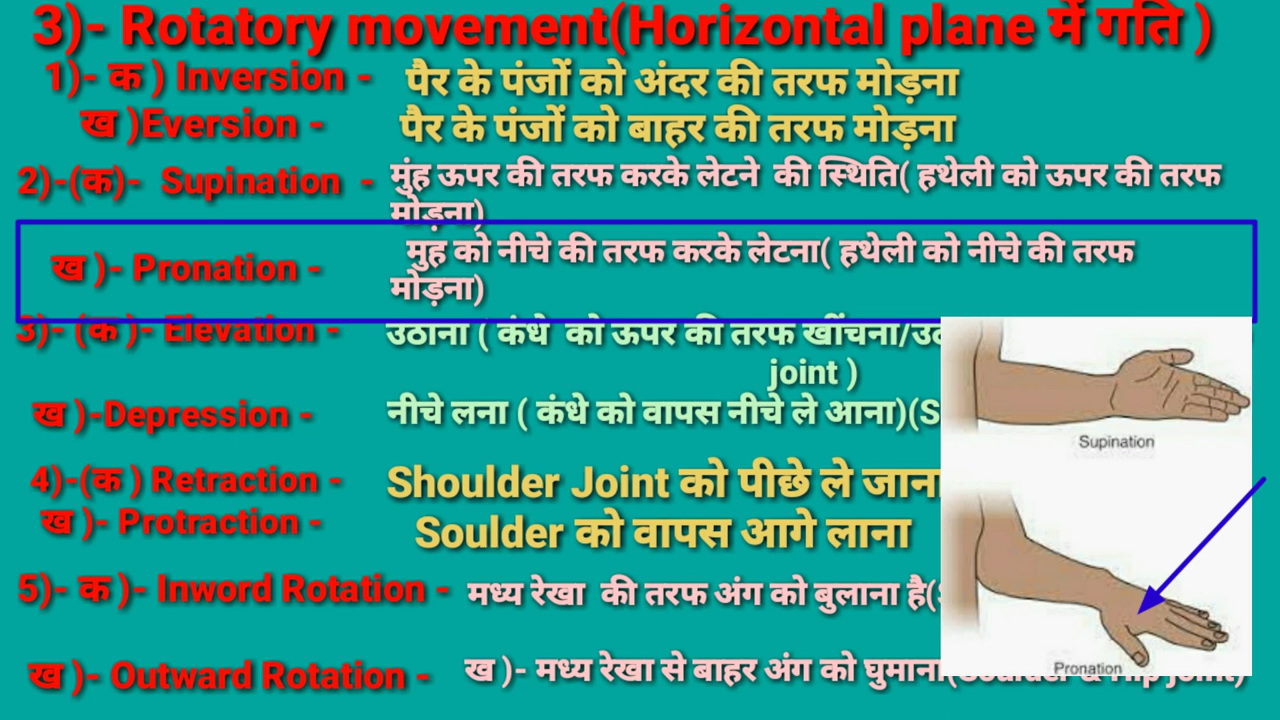 3)- Rotatory movement(Horizontal plane में गति )
1)- क ) Inversion - पैर के पंजों को अंदर की तरफ मोड़ना
ख )Eversion - पैर के पंजों को बाहर की तरफ मोड़ना
2)-(क)- Supination - मुंह ऊपर की तरफ करके लेटने की स्थिति( हथेली को ऊपर की तरफ
मोड़ना)
ख )- Pronation - मुह को नीचे की तरफ करके लेटना( हथेली को नीचे की तरफ
मोड़ना)
3)- (क )- Elevation - उठाना ( कंधे को ऊपर की तरफ खींचना/
joint )
ख )-Depression - नीचे लना ( कंधे को वापस नीचे ले आना)(S
4)-(क ) Retraction - Shoulder Joint को पीछे ले जाना
ख )- Protraction - Soulder को वापस आगे लाना
5)- क )- Inword Rotation - मध्य रेखा की तरफ अंग को बुलाना है(
ख )- Outward Rotation - ख )- मध्य रेखा से बाहर अंग को घुमाना(Soulder & Hip joint)
Supination
Pronation